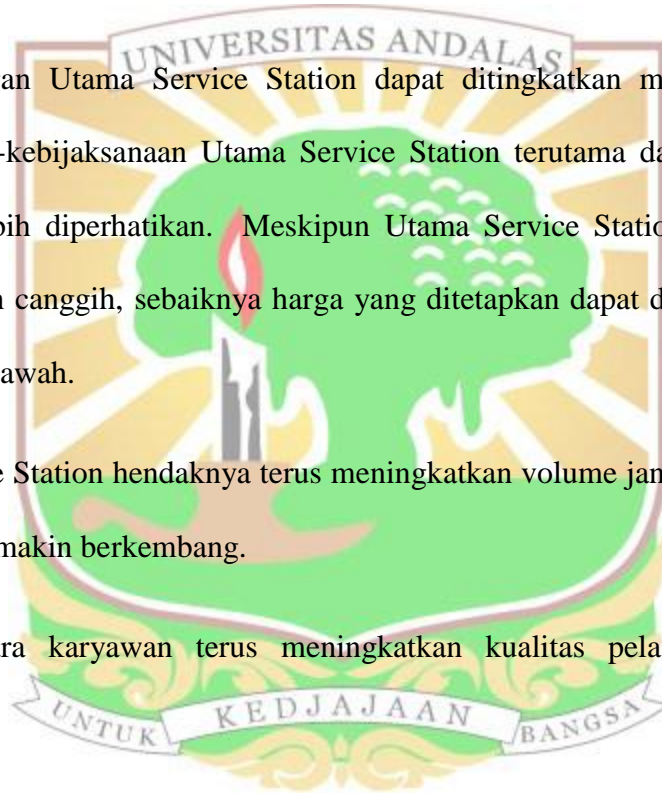 UNIVERSITAS ANDALAS
an Utama Service Station dapat ditingkatkan m
-kebijaksanaan Utama Service Station terutama da
bih diperhatikan. Meskipun Utama Service Statio
n canggih, sebaiknya harga yang ditetapkan dapat d
awah.
e Station hendaknya terus meningkatkan volume jan
makin berkembang.
ara karyawan terus meningkatkan kualitas pela
UNTUK KEDJAJAAN BANGSA